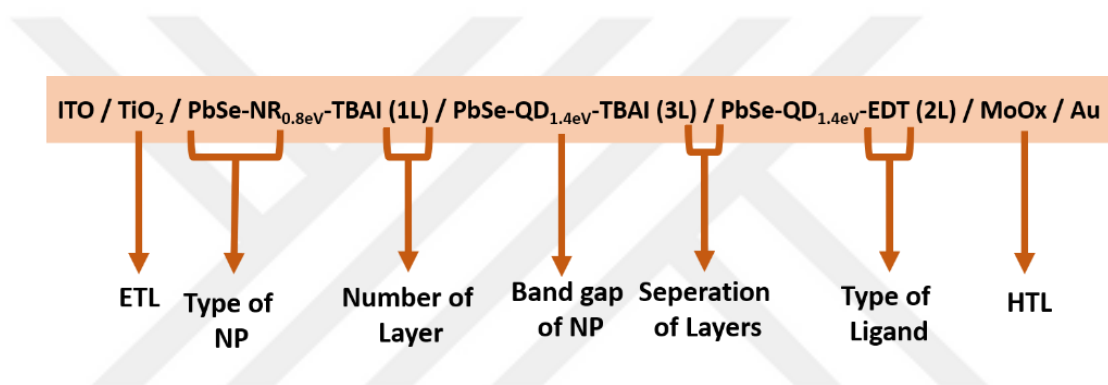 ITO / TiO₂ / PbSe-NR₀.₈ₑV-TBAI (1L) / PbSe-QD₁.₄ₑV-TBAI (3L) / PbSe-QD₁.₄ₑV-EDT (2L) / MoOx / Au
ETL
Type of
NP
Number of
Layer
Band gap
of NP
Seperation
of Layers
Type of
Ligand
HTL